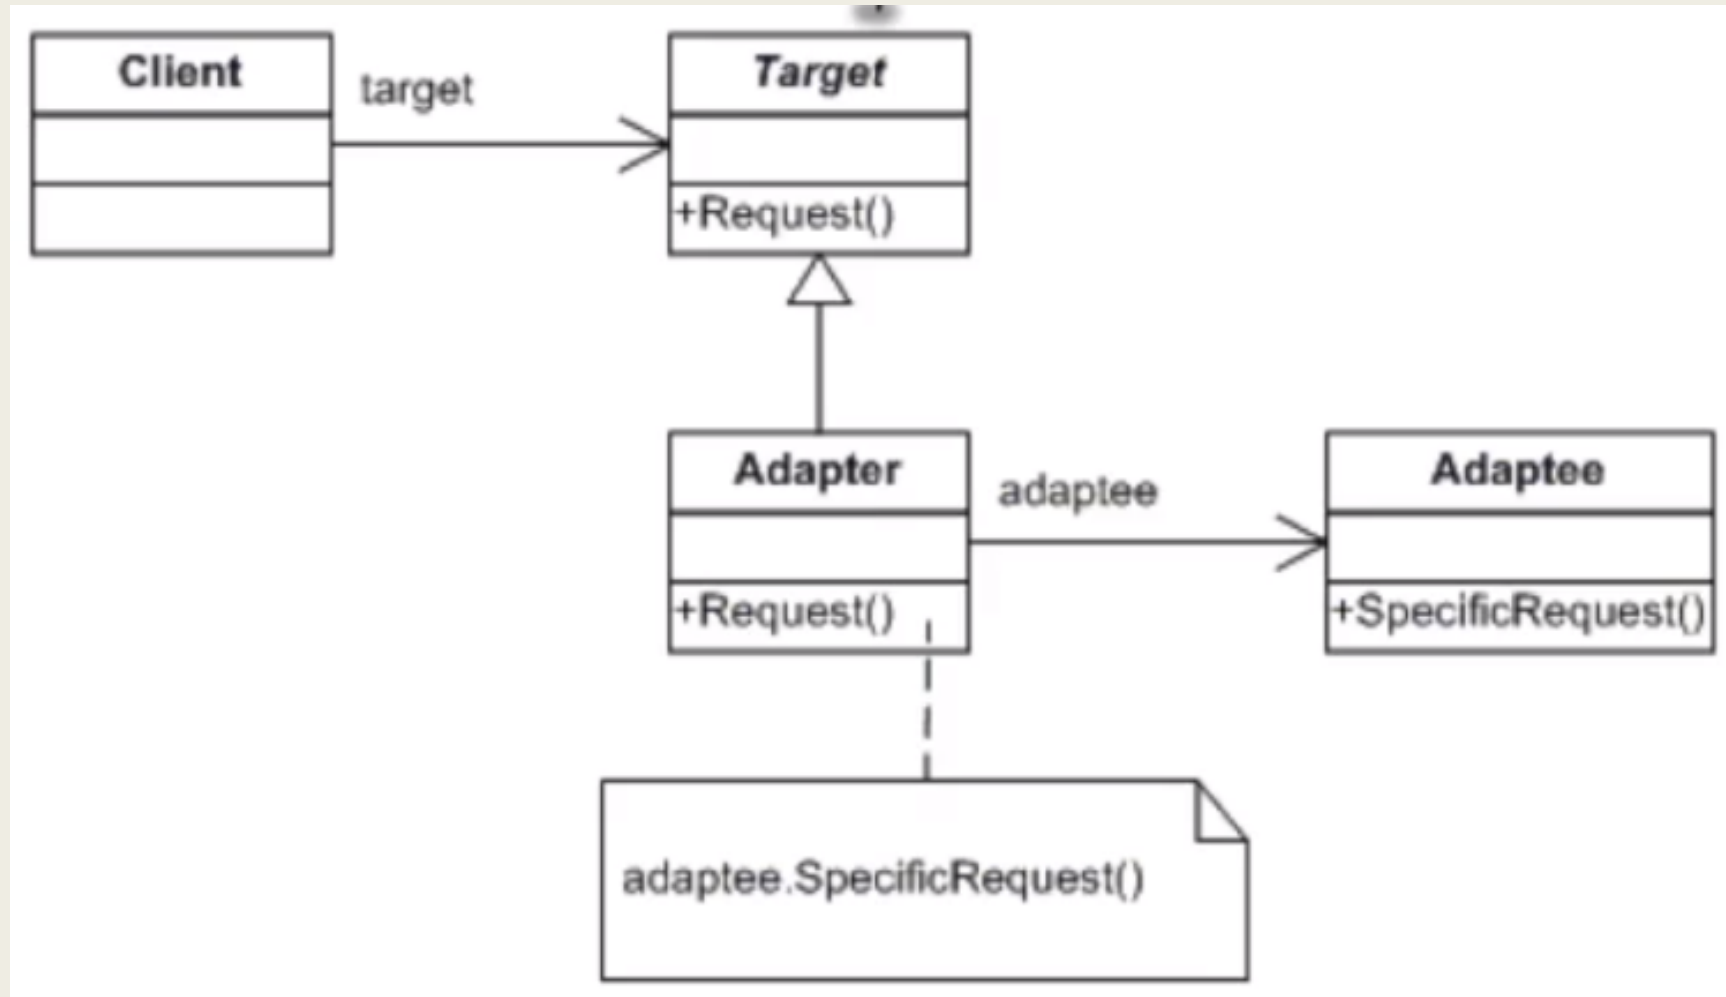 Client
target
Target
+Request()
Adapter
adaptee
Adaptee
+Request()
+SpecificRequest()
adaptee.SpecificRequest()